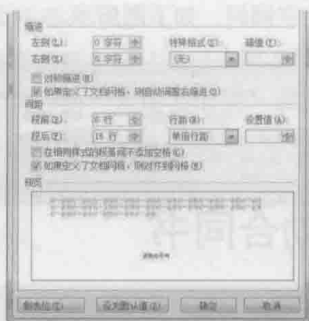 缩进
左侧(L): 0 字符 特殊格式(S): 磅值(Y):
右侧(R): 0 字符 (无)
对称缩进(M)
如果定义了文档网格，则自动调整右缩进(D)
间距
段前(B): 0 行 行距(N): 设置值(A):
段后(F): 15 行 单倍行距
在相同样式的段落间不添加空格(C)
如果定义了文档网格，则对齐到网格(W)
预览
合同书
制表位(T) 设为默认值(D) 确定 取消